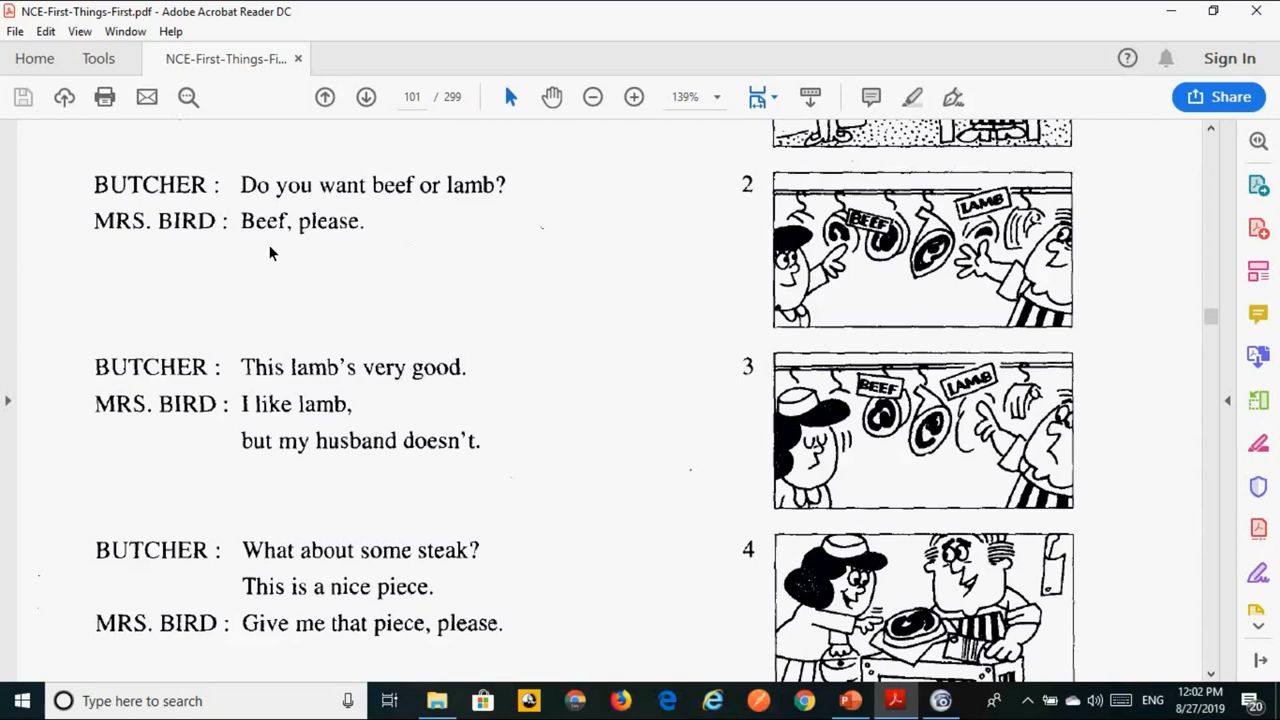 NCE-First-Things-First.pdf - Adobe Acrobat Reader DC
File Edit View Window Help
Home Tools NCE-First-Things-Fi... × Sign In
101 / 299 139% Share
BUTCHER : Do you want beef or lamb? 2
MRS. BIRD : Beef, please.
BEEF LAMB
BUTCHER : This lamb's very good. 3
MRS. BIRD : I like lamb,
but my husband doesn't.
BEEF LAMB
BUTCHER : What about some steak? 4
This is a nice piece.
MRS. BIRD : Give me that piece, please.
Type here to search
ENG
12:02 PM
8/27/2019
20